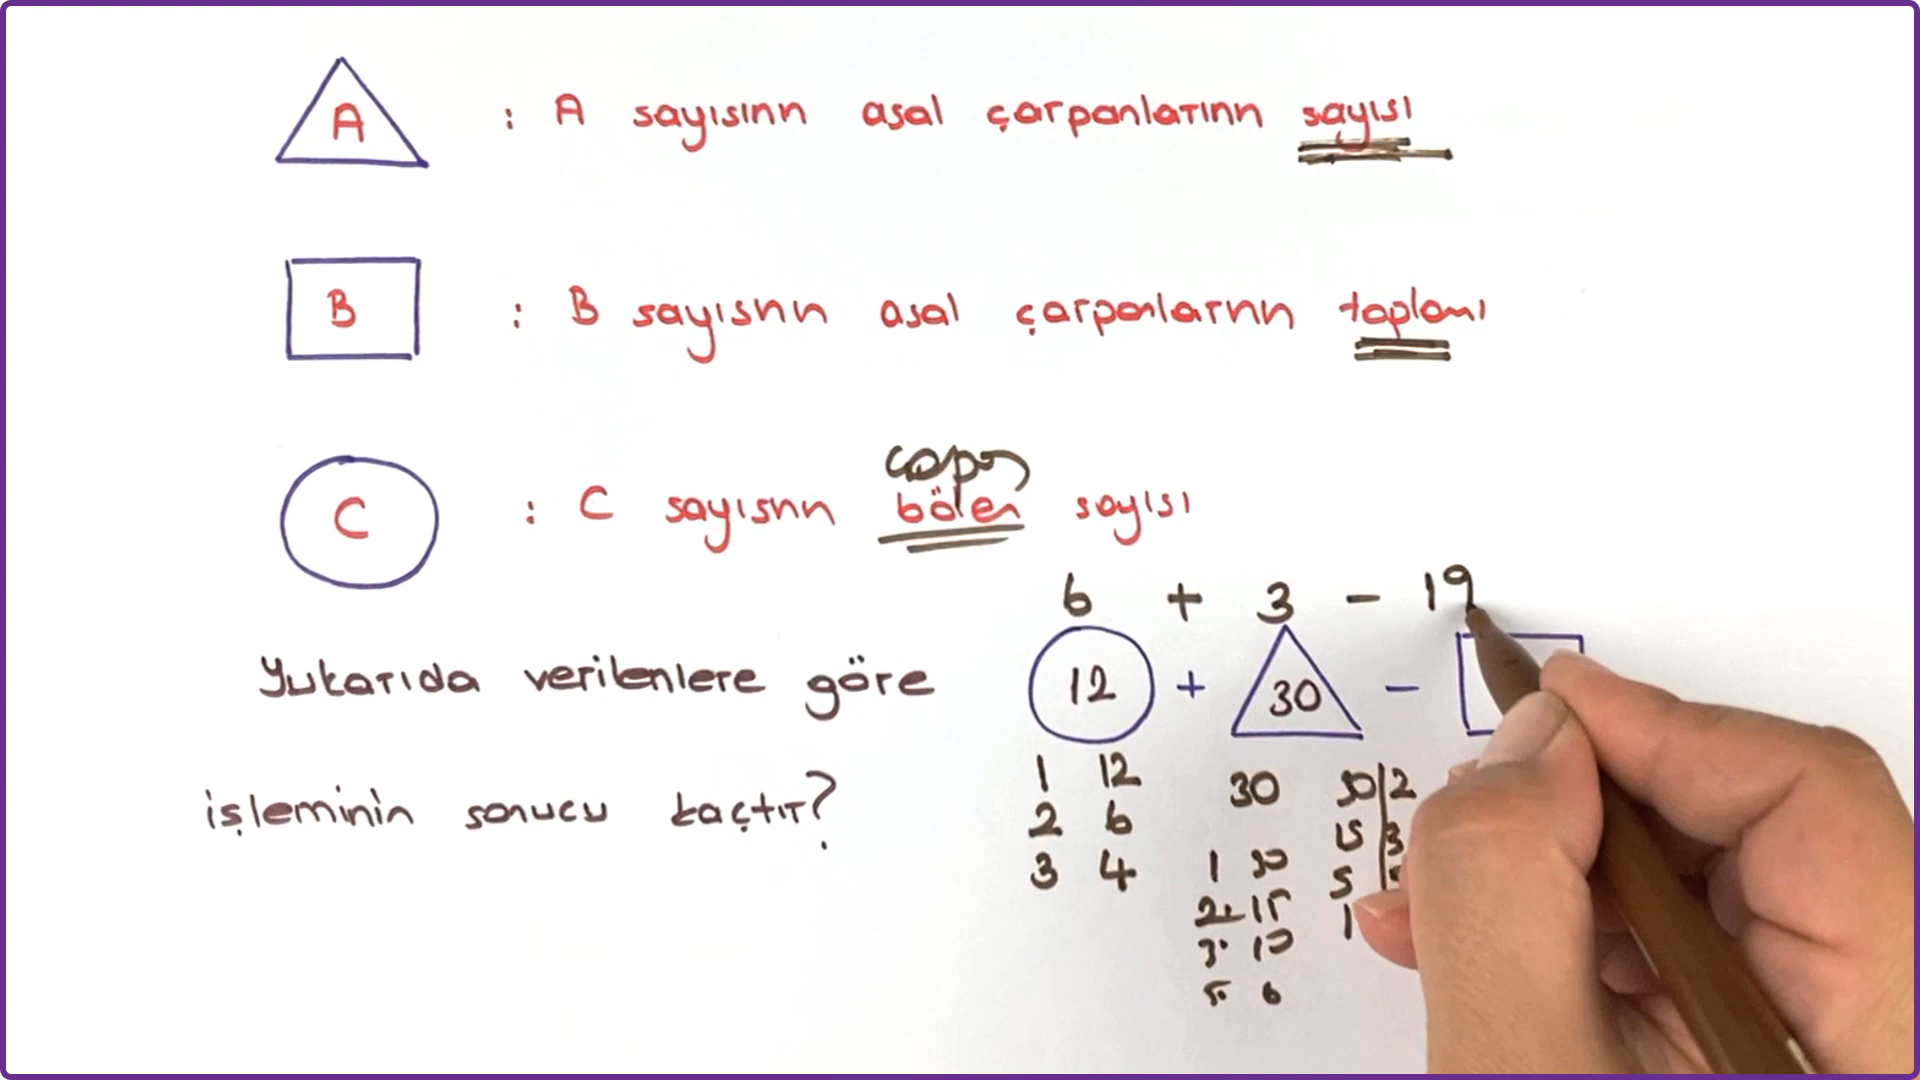 A : A sayısının asal çarpanlarının sayısı
B : B sayısının asal çarpanlarının toplamı
C : C sayısının bölen sayısı
6 + 3 - 19
Yukarıda verilenlere göre 12 + 30 -
işleminin sonucu kaçtır?
1 12 30 30 2
2 6 15 3
3 4 1 30 5
2 15 1
3 10
5 6